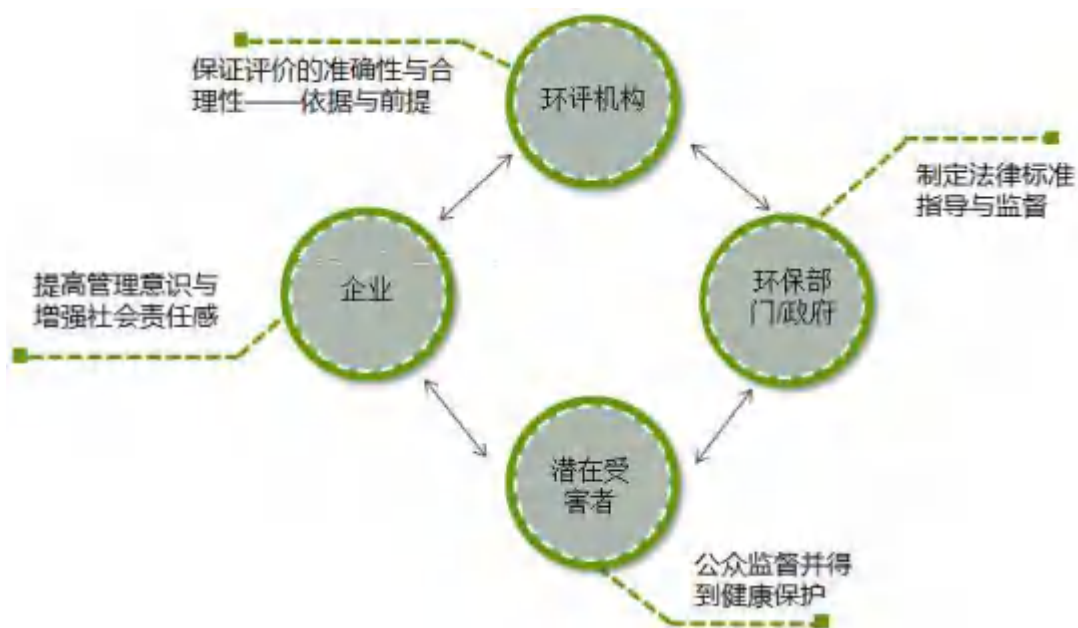 保证评价的准确性与合
理性——依据与前提
环评机构
制定法律标准
指导与监督
提高管理意识与
增强社会责任感
企业
环保部
门/政府
潜在受
害者
公众监督并得
到健康保护